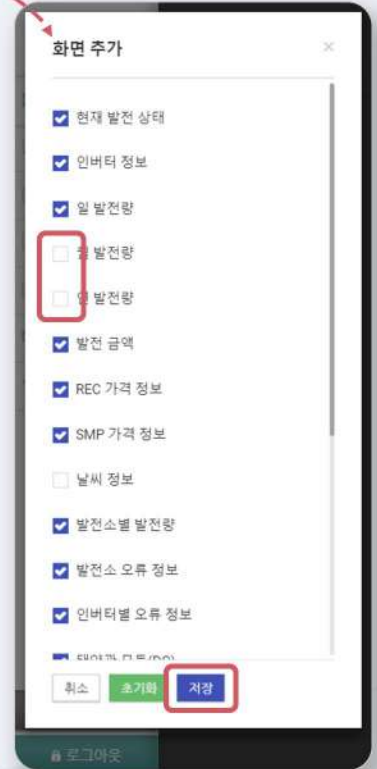 화면 추가
×
현재 발전 상태
인버터 정보
일 발전량
월 발전량
연 발전량
발전 금액
REC 가격 정보
SMP 가격 정보
날씨 정보
발전소별 발전량
발전소 오류 정보
인버터별 오류 정보
취소 초기화 저장
로그아웃